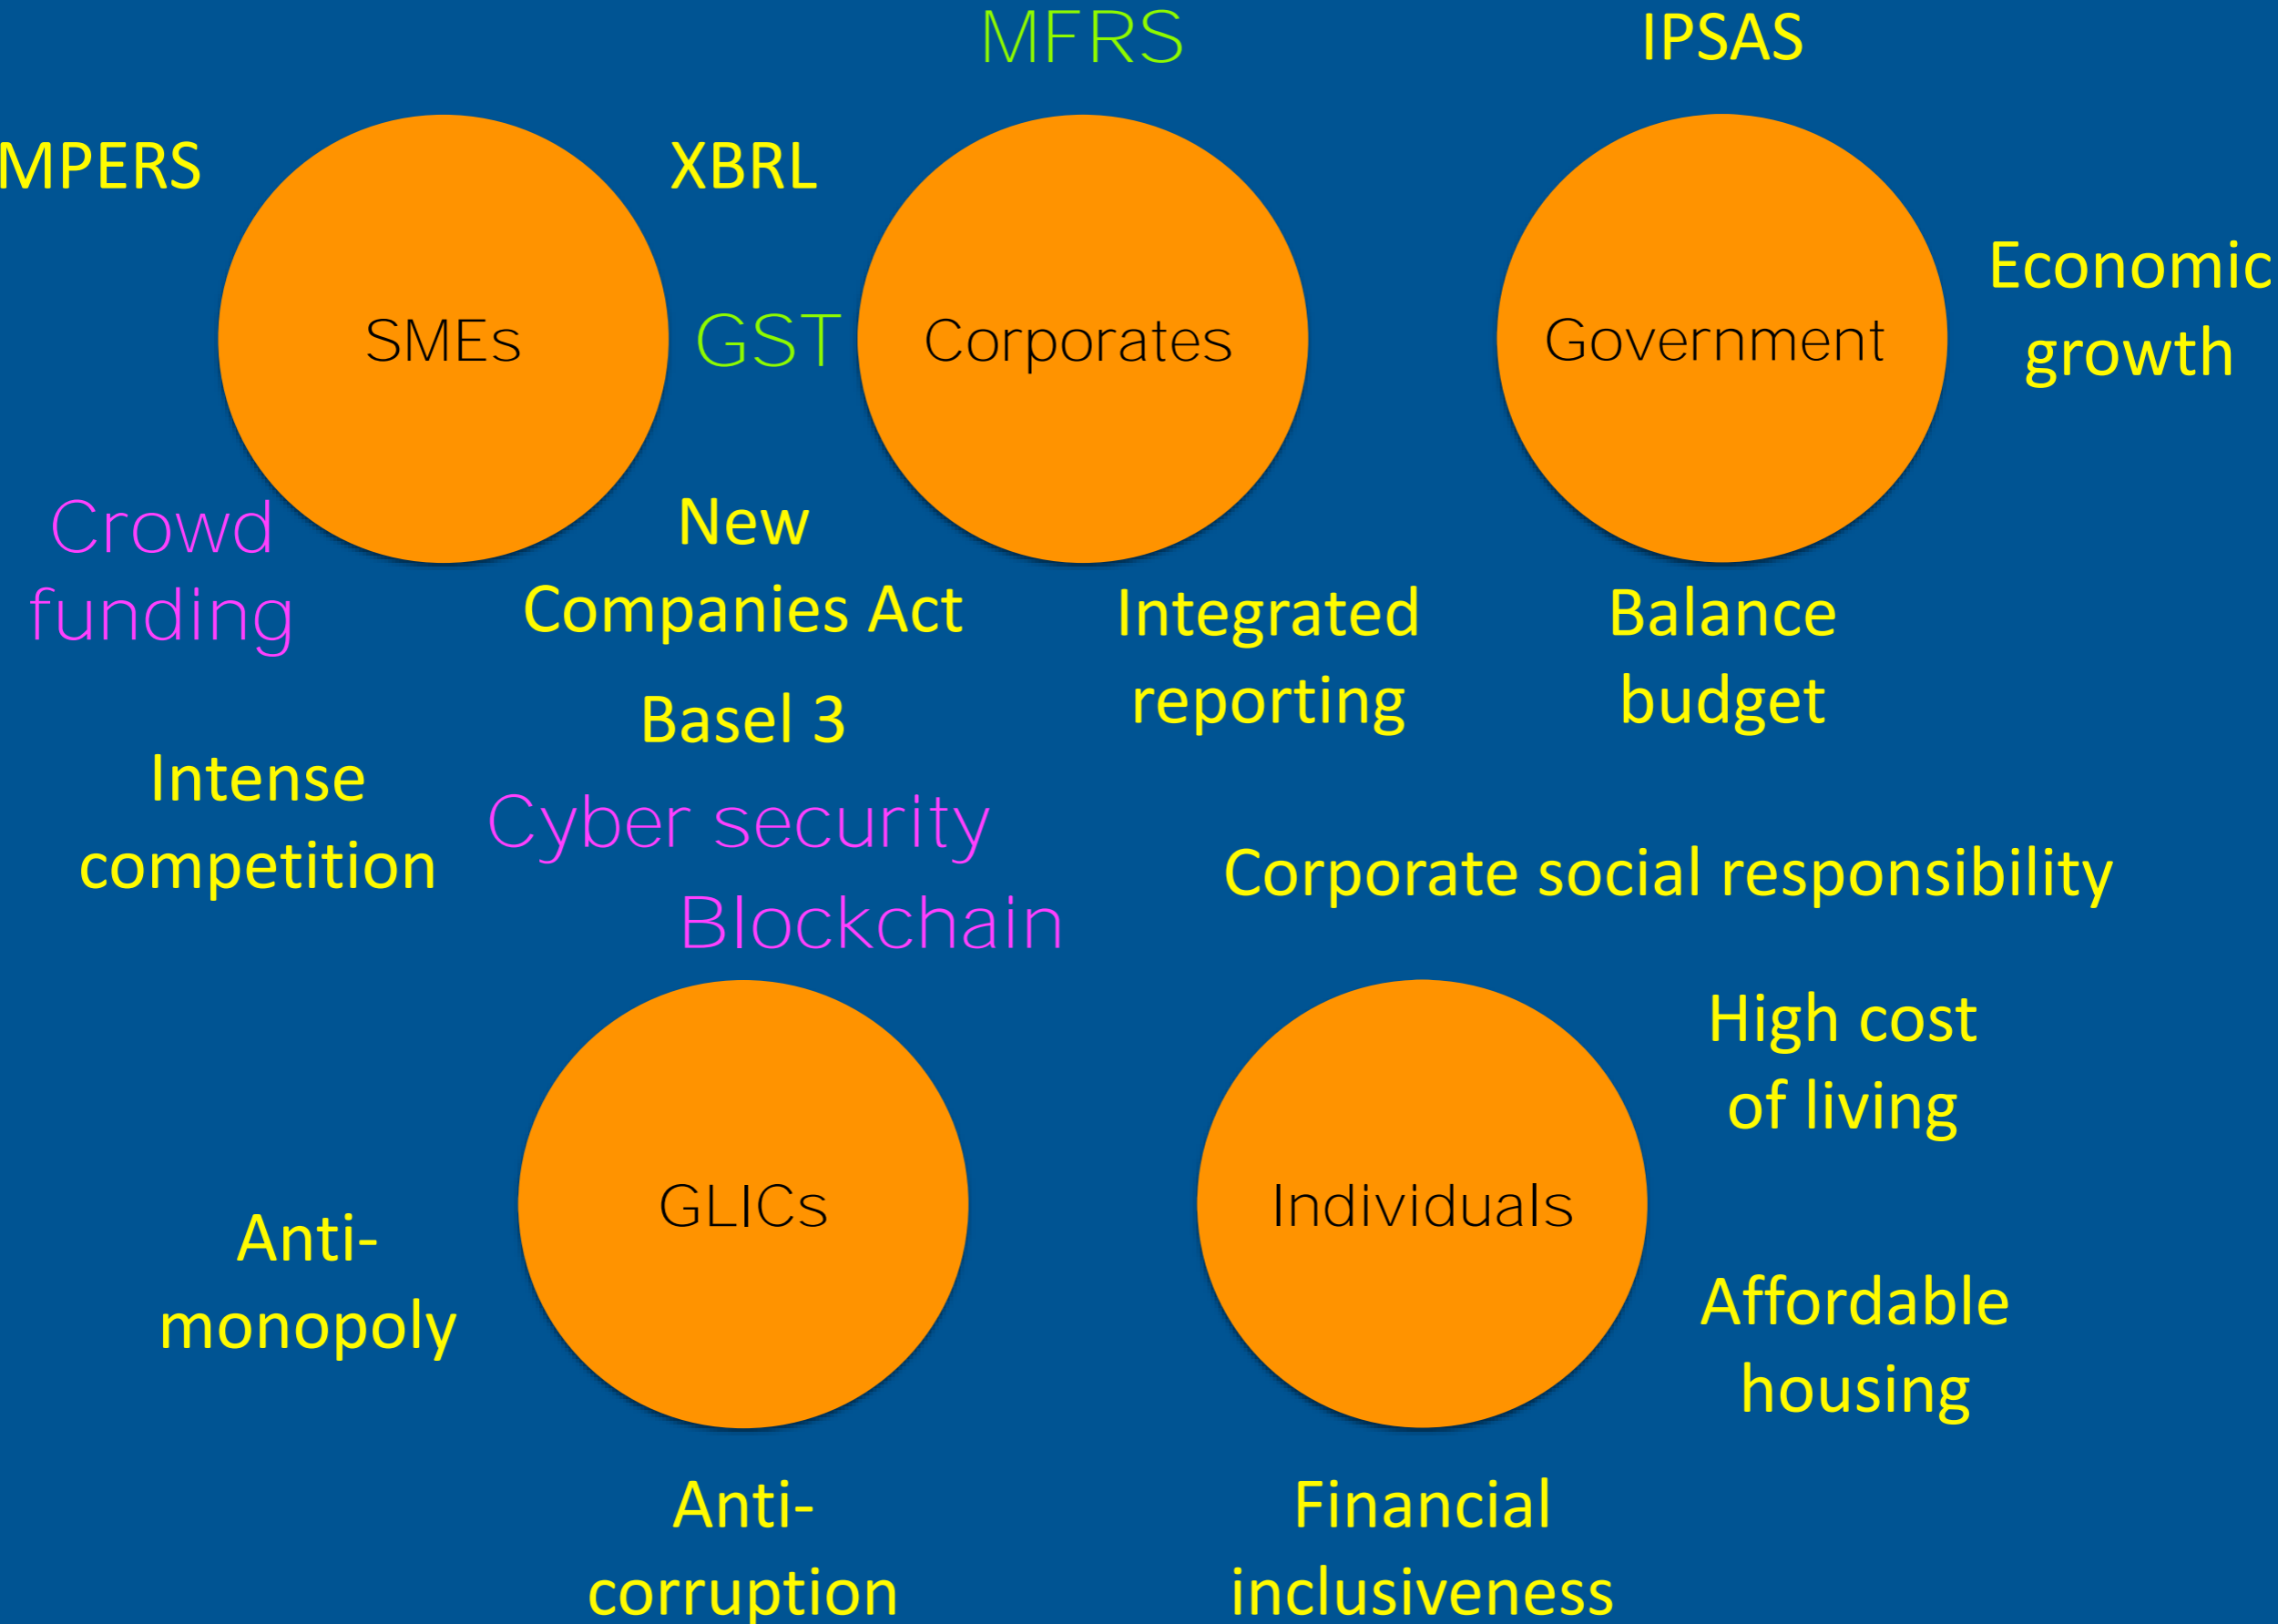 MFRS
IPSAS
MPERS
XBRL
Economic
growth
SMEs
GST
Corporates
Government
Crowd
funding
New
Companies Act
Integrated
reporting
Balance
budget
Basel 3
Intense
competition
Cyber security
Corporate social responsibility
Blockchain
High cost
of living
GLICs
Individuals
Anti-
monopoly
Affordable
housing
Anti-
corruption
Financial
inclusiveness